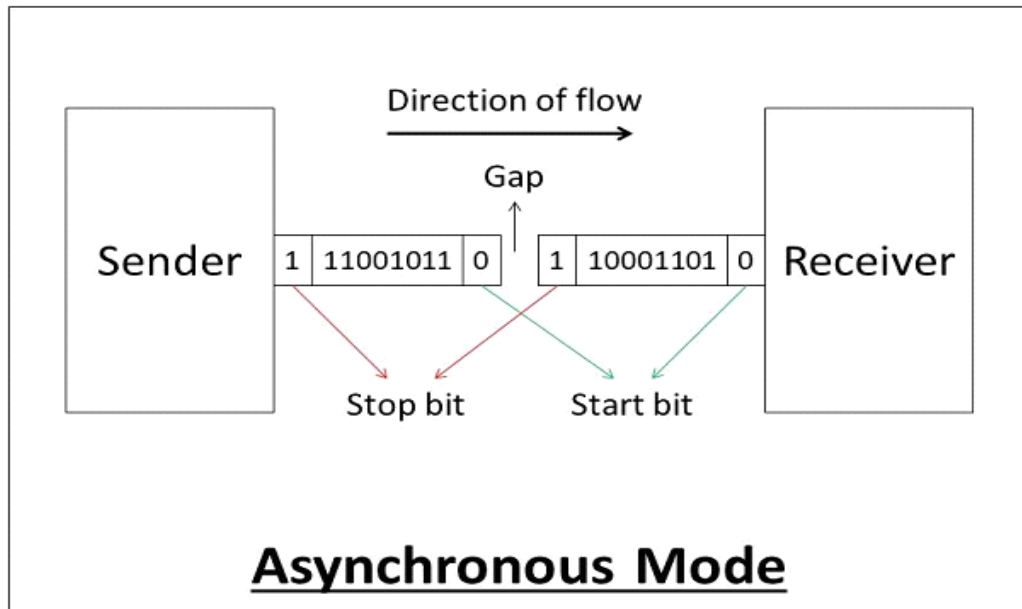 Direction of flow
Gap
Sender 1 11001011 0 1 10001101 0 Receiver
Stop bit Start bit
Asynchronous Mode